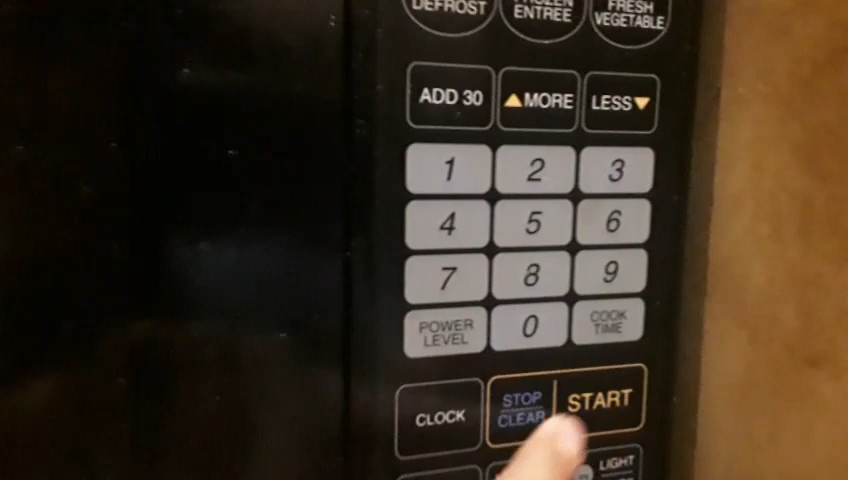 DEFROST
FROZEN
ENTREE
FRESH
VEGETABLE
ADD 30
▲MORE
LESS▼
1
2
3
4
5
6
7
8
9
POWER
LEVEL
0
COOK
TIME
CLOCK
STOP
CLEAR
START
LIGHT